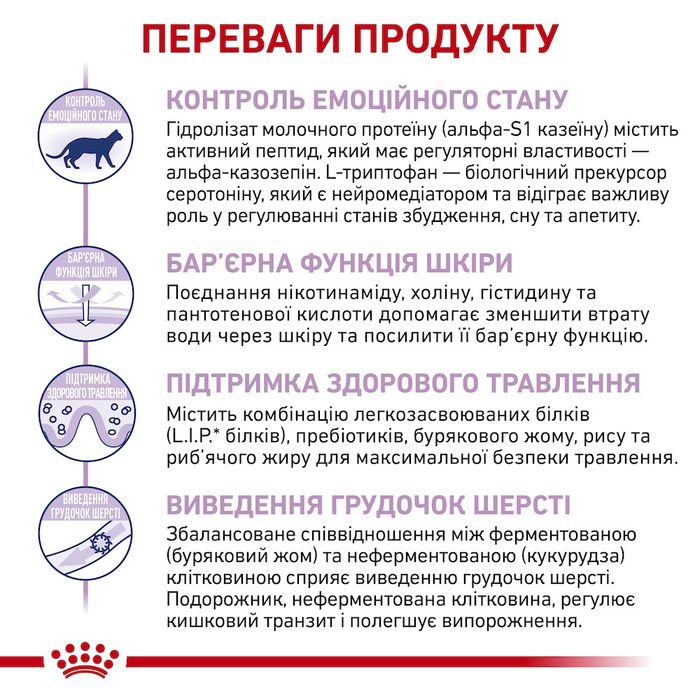 ПЕРЕВАГИ ПРОДУКТУ
КОНТРОЛЬ
ЕМОЦІЙНОГО СТАНУ
КОНТРОЛЬ ЕМОЦІЙНОГО СТАНУ
Гідролізат молочного протеїну (альфа-S1 казеїну) містить
активний пептид, який має регуляторні властивості —
альфа-казозепін. L-триптофан — біологічний прекурсор
серотоніну, який є нейромедіатором та відіграє важливу
роль у регулюванні станів збудження, сну та апетиту.
БАР’ЄРНА
ФУНКЦІЯ ШКІРИ
БАР’ЄРНА ФУНКЦІЯ ШКІРИ
Поєднання нікотинаміду, холіну, гістидину та
пантотенової кислоти допомагає зменшити втрату
води через шкіру та посилити її бар’єрну функцію.
ПІДТРИМКА
ЗДОРОВОГО ТРАВЛЕННЯ
ПІДТРИМКА ЗДОРОВОГО ТРАВЛЕННЯ
Містить комбінацію легкозасвоюваних білків
(L.I.P.* білків), пребіотиків, бурякового жому, рису та
риб’ячого жиру для максимальної безпеки травлення.
ВИВЕДЕННЯ
ГРУДОЧОК ШЕРСТІ
ВИВЕДЕННЯ ГРУДОЧОК ШЕРСТІ
Збалансоване співвідношення між ферментованою
(буряковий жом) та неферментованою (кукурудза)
клітковиною сприяє виведенню грудочок шерсті.
Подорожник, неферментована клітковина, регулює
кишковий транзит і полегшує випорожнення.